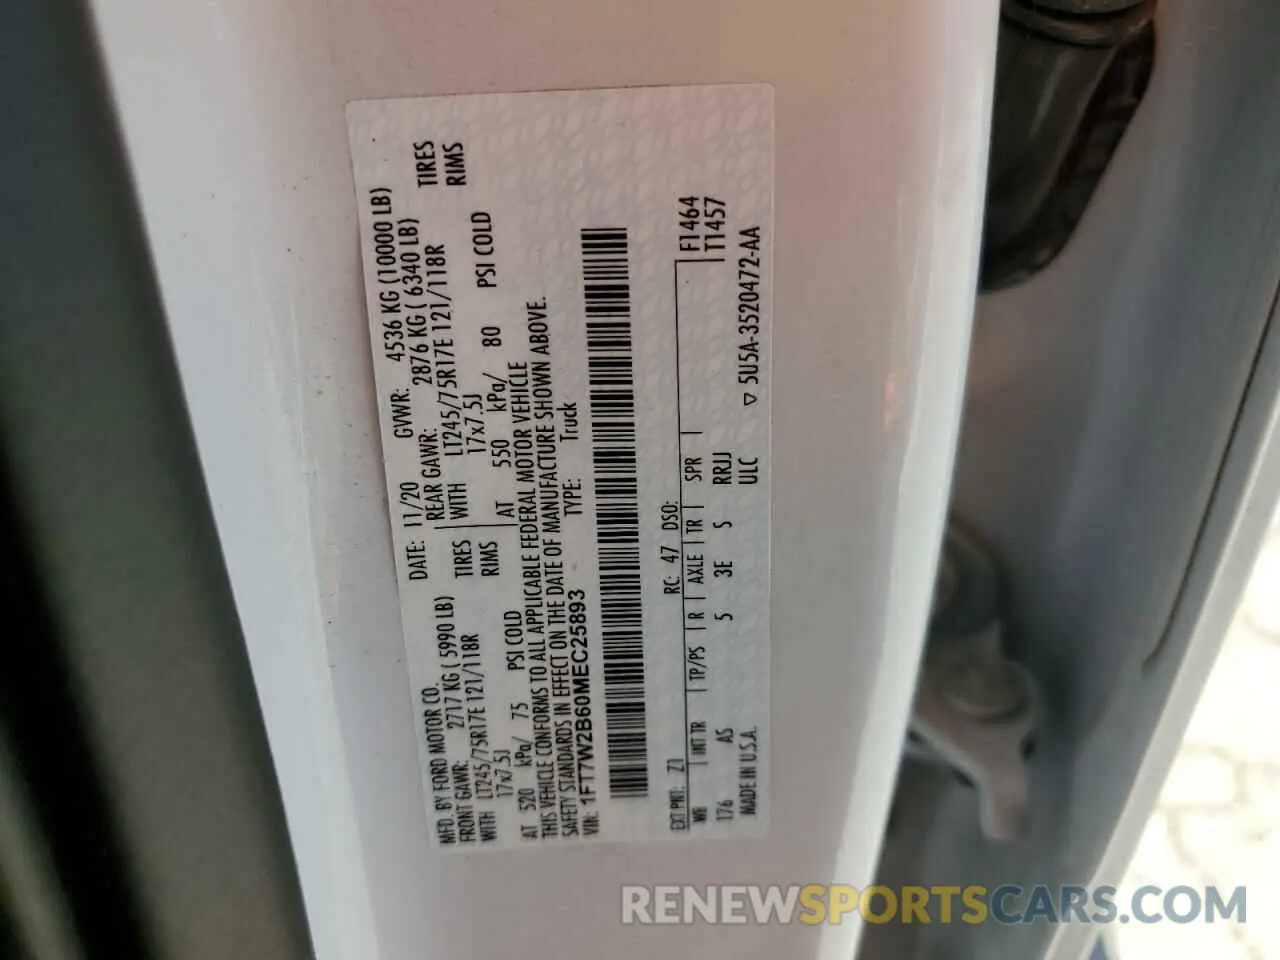 MFD. BY FORD MOTOR CO.
DATE: 11/20 GVWR: 4536 KG (10000 LB)
FRONT GAWR: 2717 KG ( 5990 LB) REAR GAWR: 2876 KG ( 6340 LB)
WITH LT245/75R17E 121/118R TIRES WITH LT245/75R17E 121/118R TIRES
17x7.5J RIMS 17x7.5J RIMS
AT 520 kPa/ 75 PSI COLD AT 550 kPa/ 80 PSI COLD
THIS VEHICLE CONFORMS TO ALL APPLICABLE FEDERAL MOTOR VEHICLE
SAFETY STANDARDS IN EFFECT ON THE DATE OF MANUFACTURE SHOWN ABOVE.
VIN: 1FT7W2B60MEC25893 TYPE: Truck
EXT PNT: Z1 RC: 47 DSO: F1464
WB INT TR TP/PS R AXLE TR SPR T1457
176 AS 5 3E S RRJJ
MADE IN U.S.A. ULC ▽ 5U5A-3520472-AA
RENEWSPORTSCARS.COM